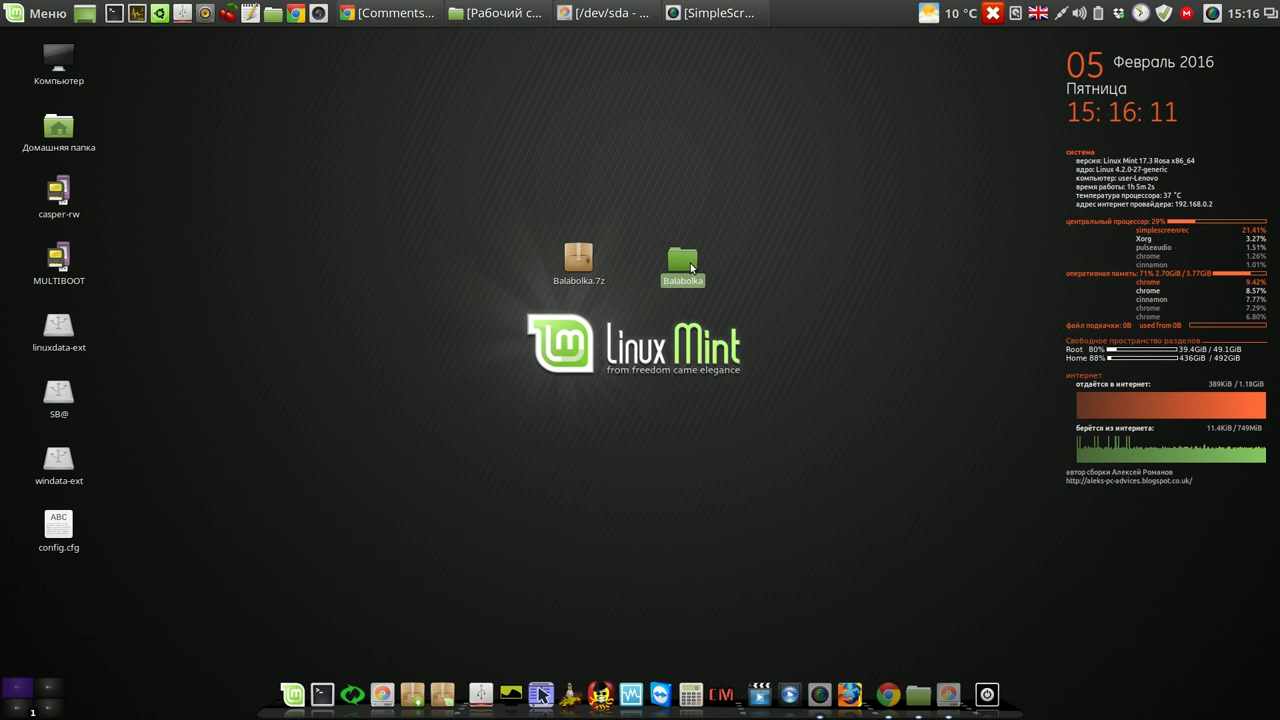 Меню
[Comments...
[Рабочий с...
[/dev/sda - ...
[SimpleScr...
10 °C
15:16
Компьютер
Домашняя папка
casper-rw
MULTIBOOT
linuxdata-ext
SB@
windata-ext
ABC
config.cfg
Balabolka.7z
Balabolka
Linux Mint
from freedom came elegance
05 Февраль 2016
Пятница
15: 16: 11
система
версия: Linux Mint 17.3 Rosa x86_64
ядро: Linux 4.2.0-27-generic
компьютер: user-Lenovo
время работы: 1h 5m 2s
температура процессора: 37 °C
адрес интернет провайдера: 192.168.0.2
центральный процессор: 29%
simplescreenrec 21.41%
Xorg 3.27%
pulseaudio 1.51%
chrome 1.26%
cinnamon 1.01%
оперативная память: 71% 2.70GiB / 3.77GiB
chrome 9.42%
chrome 8.57%
cinnamon 7.77%
chrome 7.29%
chrome 6.80%
файл подкачки: 0B used from 0B
Свободное пространство разделов
Root 80% 39.4GiB / 49.1GiB
Home 88% 436GiB / 492GiB
интернет
отдаётся в интернет: 389KiB / 1.18GiB
берётся из интернета: 11.4KiB / 749MiB
автор сборки Алексей Романов
http://aleks-pc-advices.blogspot.co.uk/
1